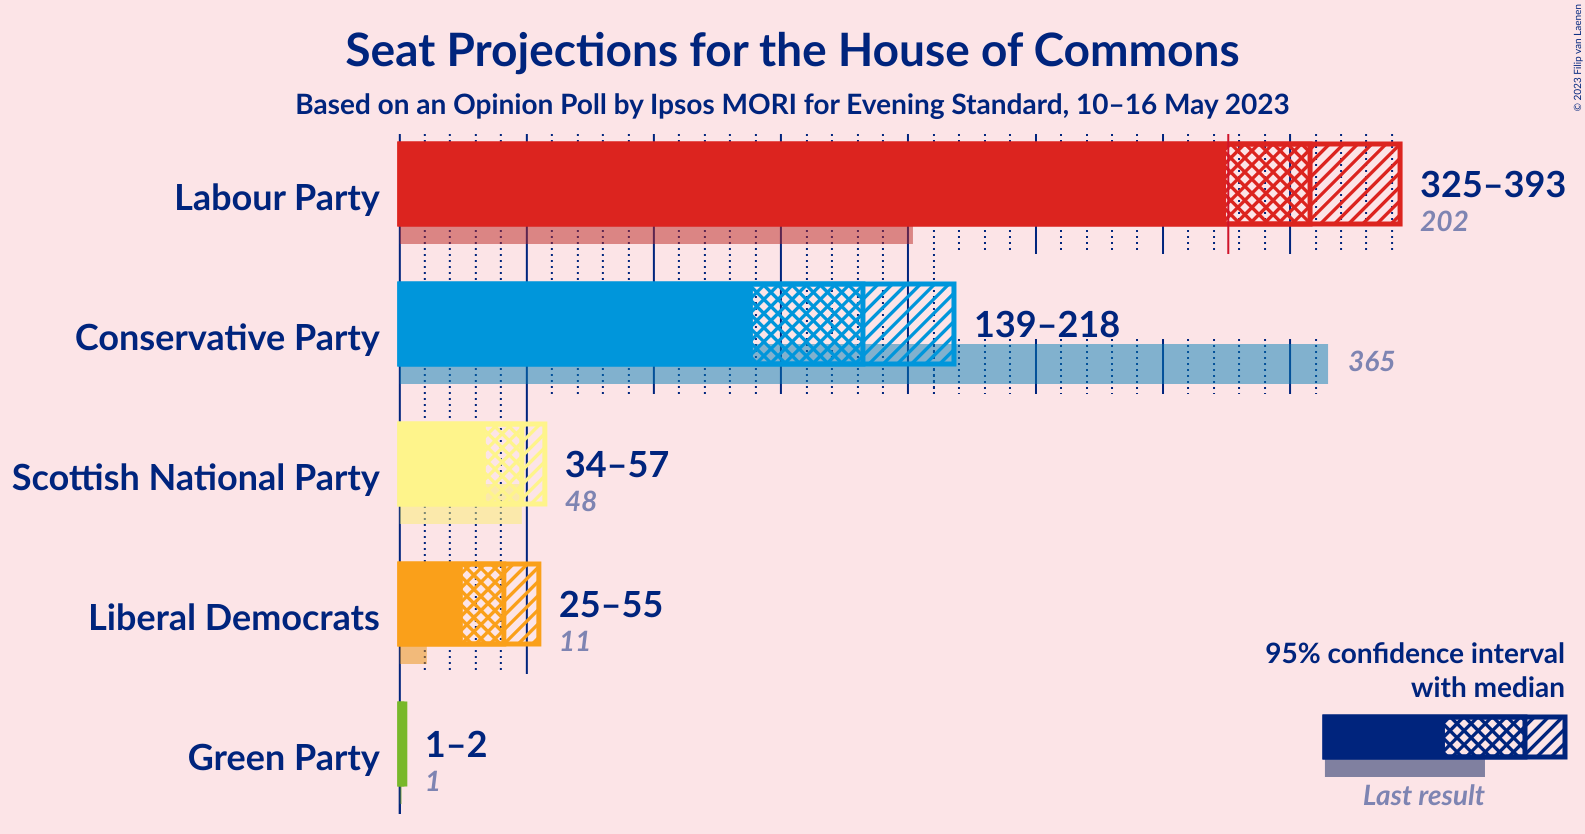 Seat Projections for the House of Commons
Based on an Opinion Poll by Ipsos MORI for Evening Standard, 10–16 May 2023
© 2023 Filip van Laenen
Labour Party
325–393
202
Conservative Party
139–218
365
Scottish National Party
34–57
48
Liberal Democrats
25–55
11
Green Party
1–2
1
95% confidence interval
with median
Last result